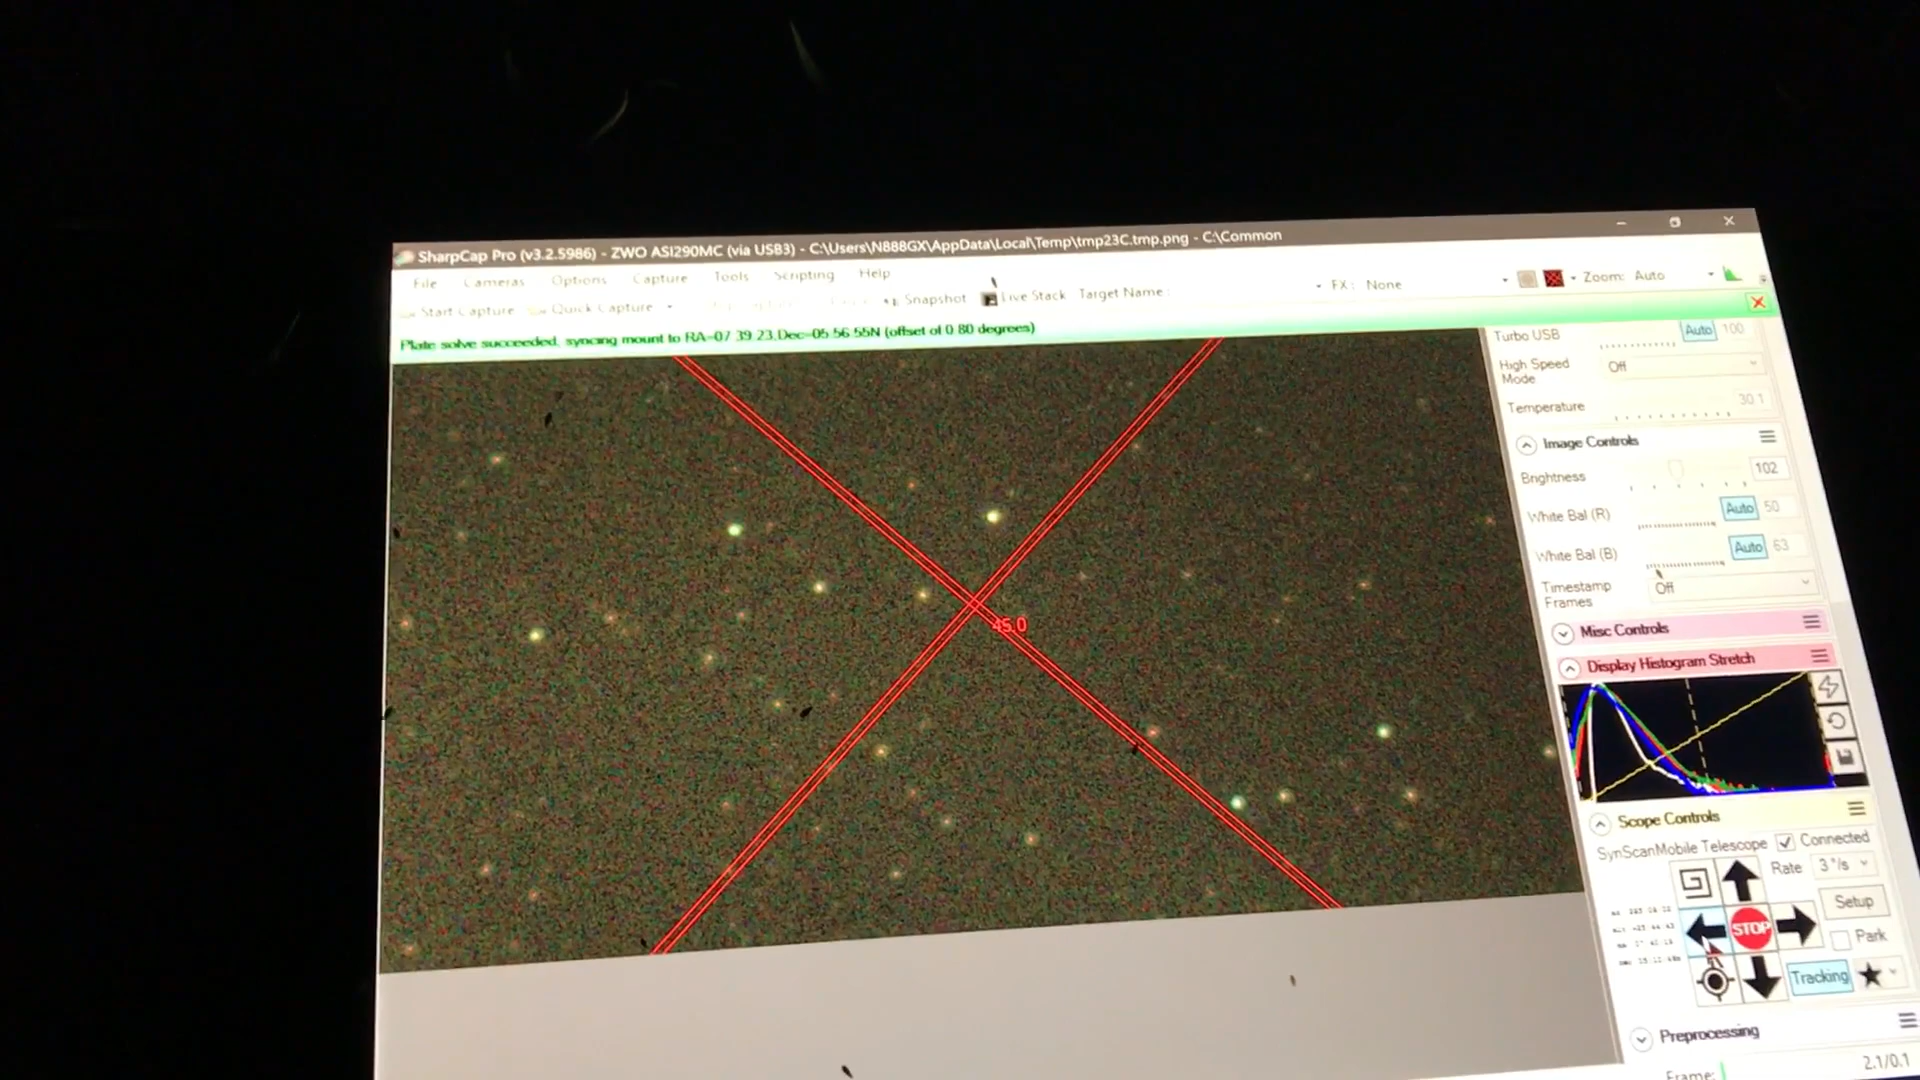 SharpCap Pro (v3.2.5986) - ZWO ASI290MC (via USB3) - C:\Users\N888GX\AppData\Local\Temp\tmp23C.tmp.png - C:\Common
File Cameras Options Capture Tools Scripting Help
Start Capture Quick Capture Snapshot Live Stack Target Name : FX : None Zoom: Auto
Plate solve succeeded, syncing mount to RA=07 39 23,Dec=05 56 55N (offset of 0.80 degrees)
Turbo USB Auto 100
High Speed Mode Off
Temperature 30.1
Image Controls
Brightness 102
White Bal (R) Auto 50
White Bal (B) Auto 63
Timestamp Frames Off
45.0
Misc Controls
Display Histogram Stretch
Scope Controls
SynScanMobile Telescope Connected
Rate 3 °/s
Setup
STOP
Park
Tracking
Preprocessing
Frame: 2.1/0.1